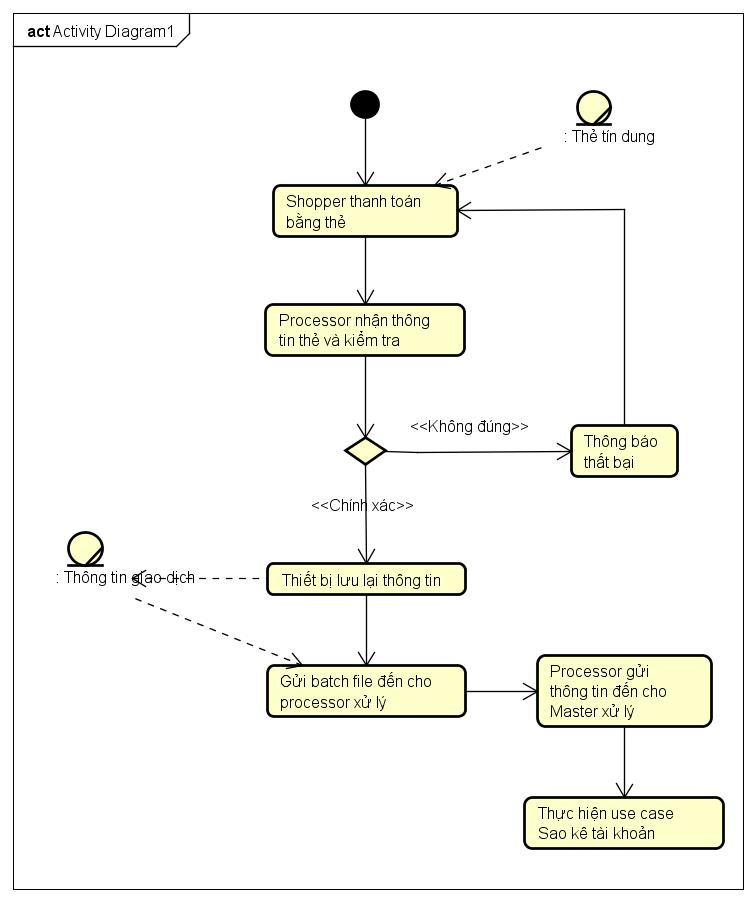 act Activity Diagram1
: Thẻ tín dung
Shopper thanh toán
bằng thẻ
Processor nhận thông
tin thẻ và kiểm tra
<<Không đúng>>
Thông báo
thất bại
<<Chính xác>>
: Thông tin giao dịch
Thiết bị lưu lại thông tin
Gửi batch file đến cho
processor xử lý
Processor gửi
thông tin đến cho
Master xử lý
Thực hiện use case
Sao kê tài khoản